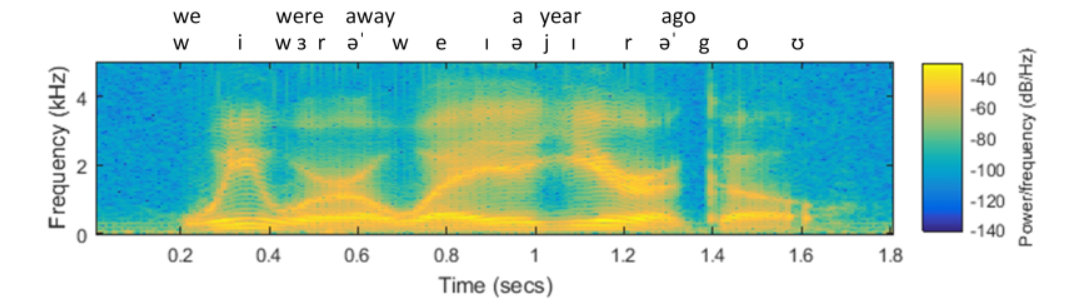 we were away a year ago
w i w ɜ r ə˞ w e ɪ ə j ɪ r ə˞ g o ʊ
Frequency (kHz)
4
2
0
0.2 0.4 0.6 0.8 1 1.2 1.4 1.6 1.8
Time (secs)
-40
-60
-80
-100
-120
-140
Power/frequency (dB/Hz)